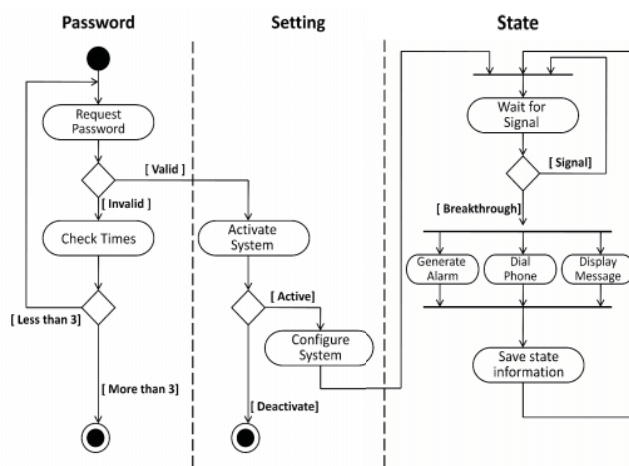 Password
Setting
State
Request
Password
[ Valid ]
[ Invalid ]
Check Times
[ Less than 3]
[ More than 3]
Activate
System
[Active]
Configure
System
[Deactivate]
Wait for
Signal
[Signal]
[Breakthrough]
Generate
Alarm
Dial
Phone
Display
Message
Save state
information